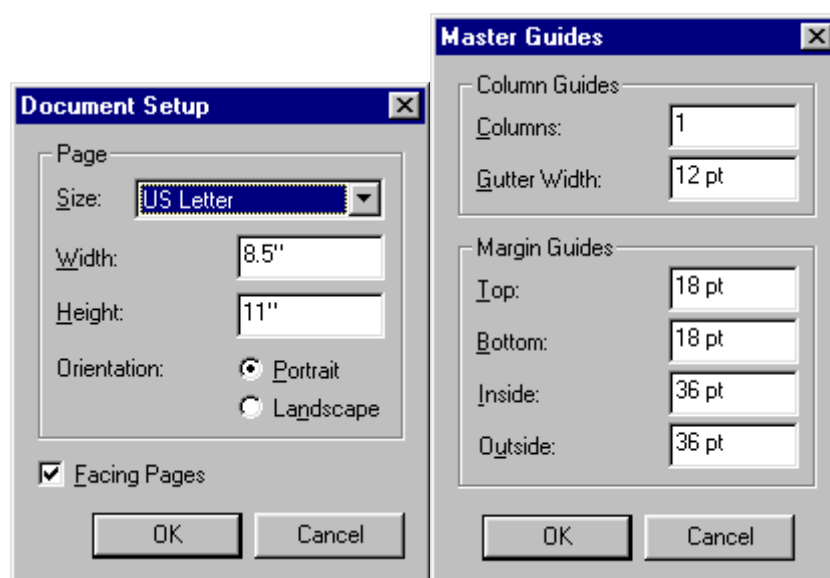 Document Setup
Page
Size: US Letter
Width: 8.5"
Height: 11"
Orientation: Portrait
Landscape
Facing Pages
OK Cancel
Master Guides
Column Guides
Columns: 1
Gutter Width: 12 pt
Margin Guides
Top: 18 pt
Bottom: 18 pt
Inside: 36 pt
Outside: 36 pt
OK Cancel